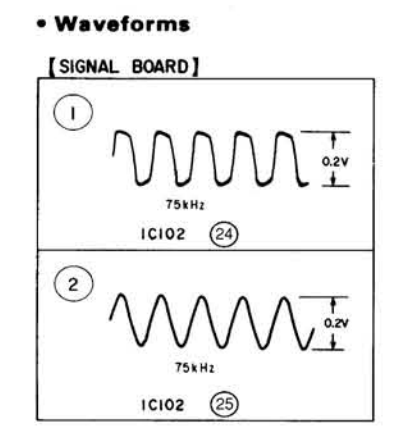 • Waveforms
【SIGNAL BOARD】
1
0.2V
75kHz
IC102 24
2
0.2V
75kHz
IC102 25